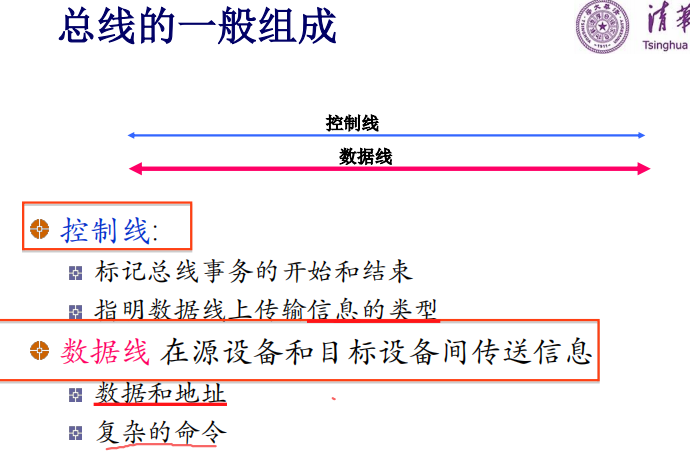 总线的一般组成
清華
Tsinghua
控制线
数据线
控制线:
标记总线事务的开始和结束
指明数据线上传输信息的类型
数据线 在源设备和目标设备间传送信息
数据和地址
复杂的命令